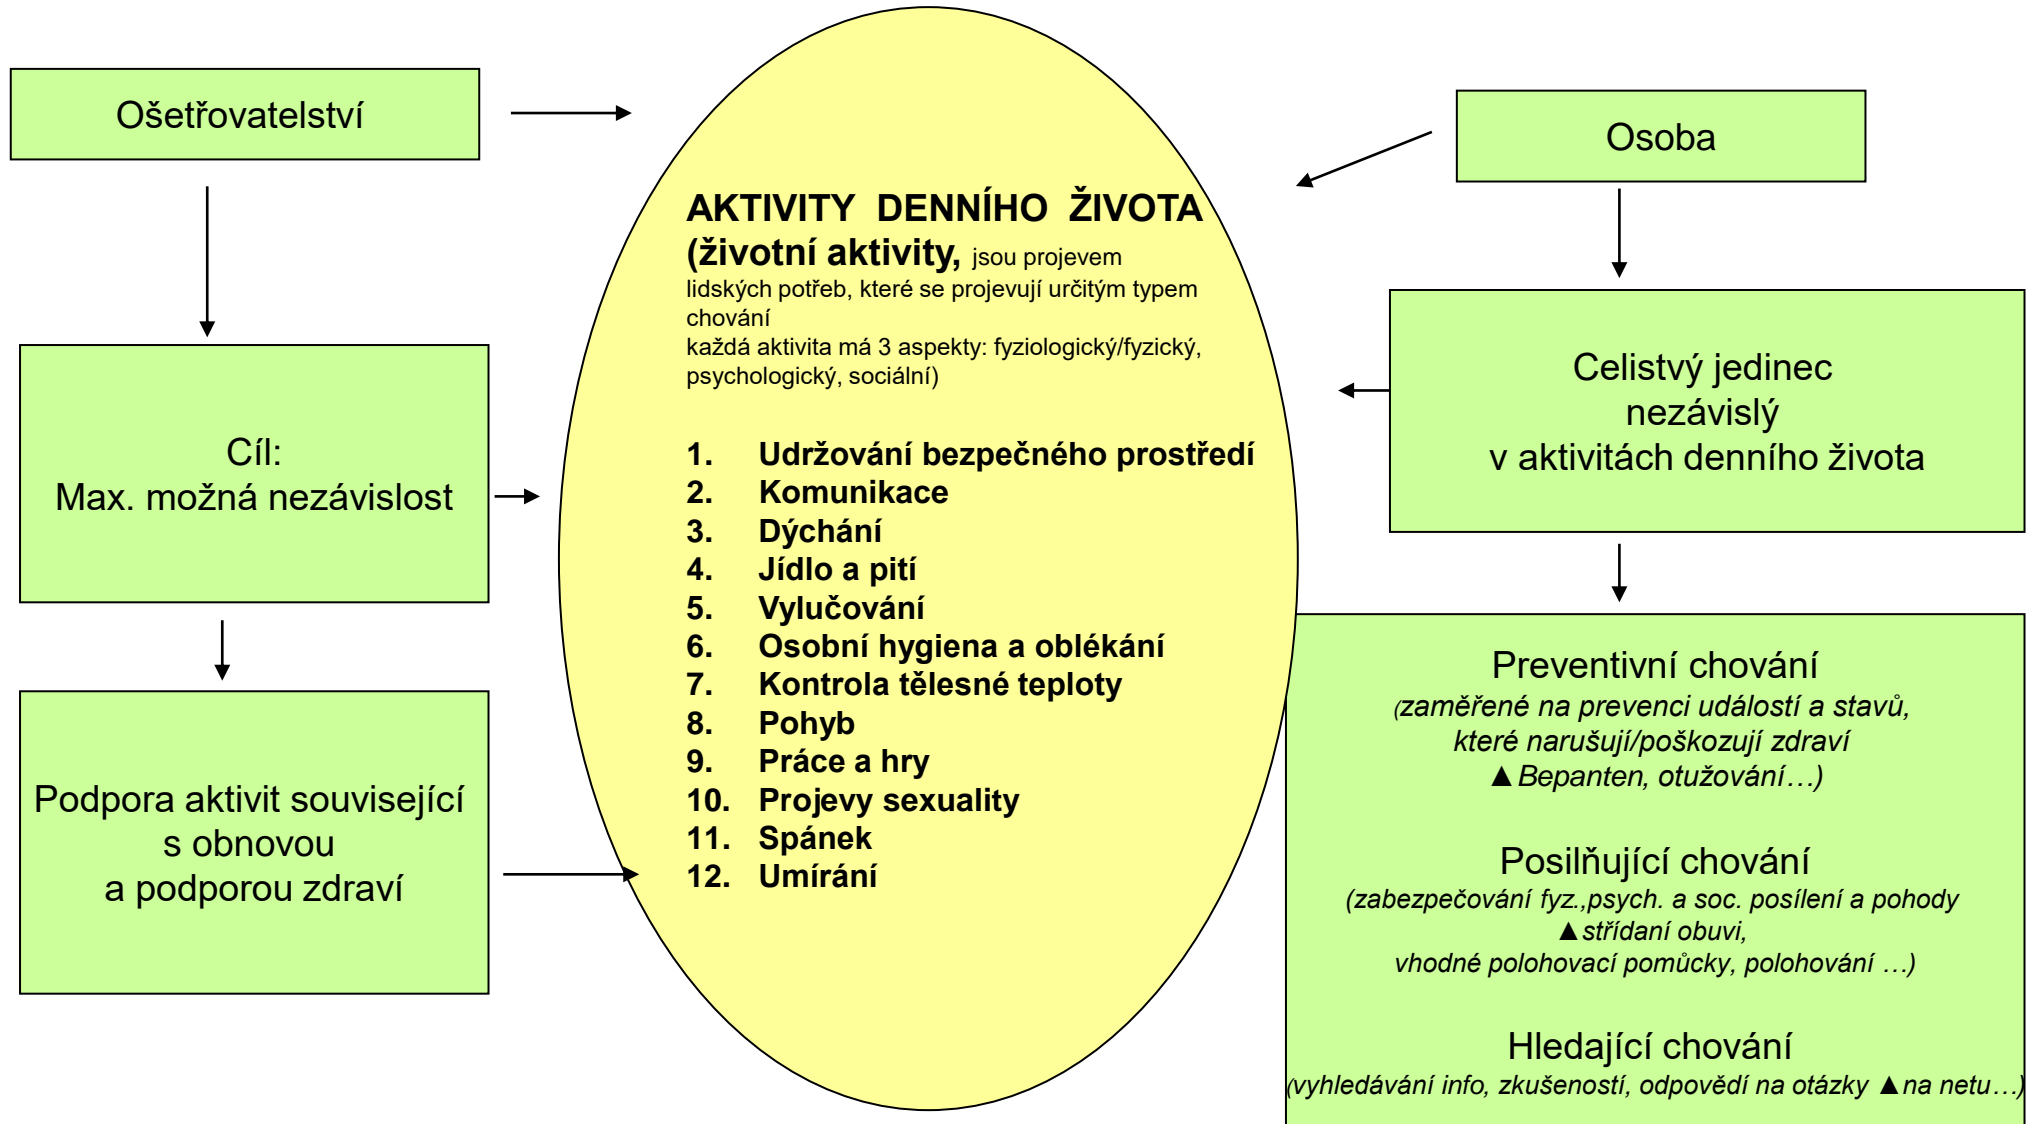 Ošetřovatelství
Cíl:
Max. možná nezávislost
Podpora aktivit související
s obnovou
a podporou zdraví
AKTIVITY DENNÍHO ŽIVOTA
(životní aktivity, jsou projevem
lidských potřeb, které se projevují určitým typem
chování
každá aktivita má 3 aspekty: fyziologický/fyzický,
psychologický, sociální)
1. Udržování bezpečného prostředí
2. Komunikace
3. Dýchání
4. Jídlo a pití
5. Vylučování
6. Osobní hygiena a oblékání
7. Kontrola tělesné teploty
8. Pohyb
9. Práce a hry
10. Projevy sexuality
11. Spánek
12. Umírání
Osoba
Celistvý jedinec
nezávislý
v aktivitách denního života
Preventivní chování
(zaměřené na prevenci událostí a stavů,
které narušují/poškozují zdraví
▲Bepanten, otužování…)
Posilňující chování
(zabezpečování fyz.,psych. a soc. posílení a pohody
▲střídaní obuvi,
vhodné polohovací pomůcky, polohování …)
Hledající chování
(vyhledávání info, zkušeností, odpovědí na otázky ▲na netu…)